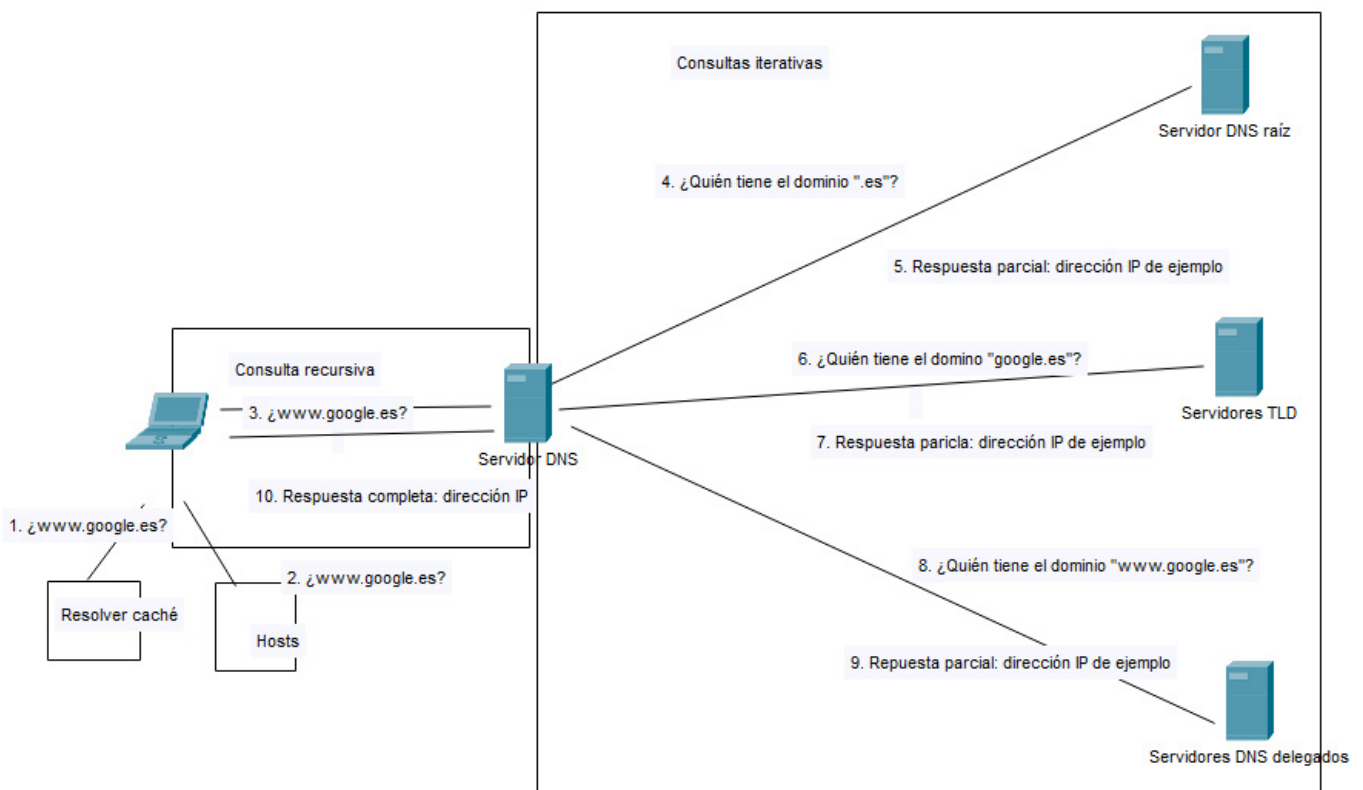 Consultas iterativas
Servidor DNS raíz
4. ¿Quién tiene el dominio ".es"?
5. Respuesta parcial: dirección IP de ejemplo
6. ¿Quién tiene el domino "google.es"?
Consulta recursiva
3. ¿www.google.es?
Servidores TLD
7. Respuesta paricla: dirección IP de ejemplo
Servidor DNS
10. Respuesta completa: dirección IP
1. ¿www.google.es?
8. ¿Quién tiene el dominio "www.google.es"?
2. ¿www.google.es?
Resolver caché
Hosts
9. Repuesta parcial: dirección IP de ejemplo
Servidores DNS delegados